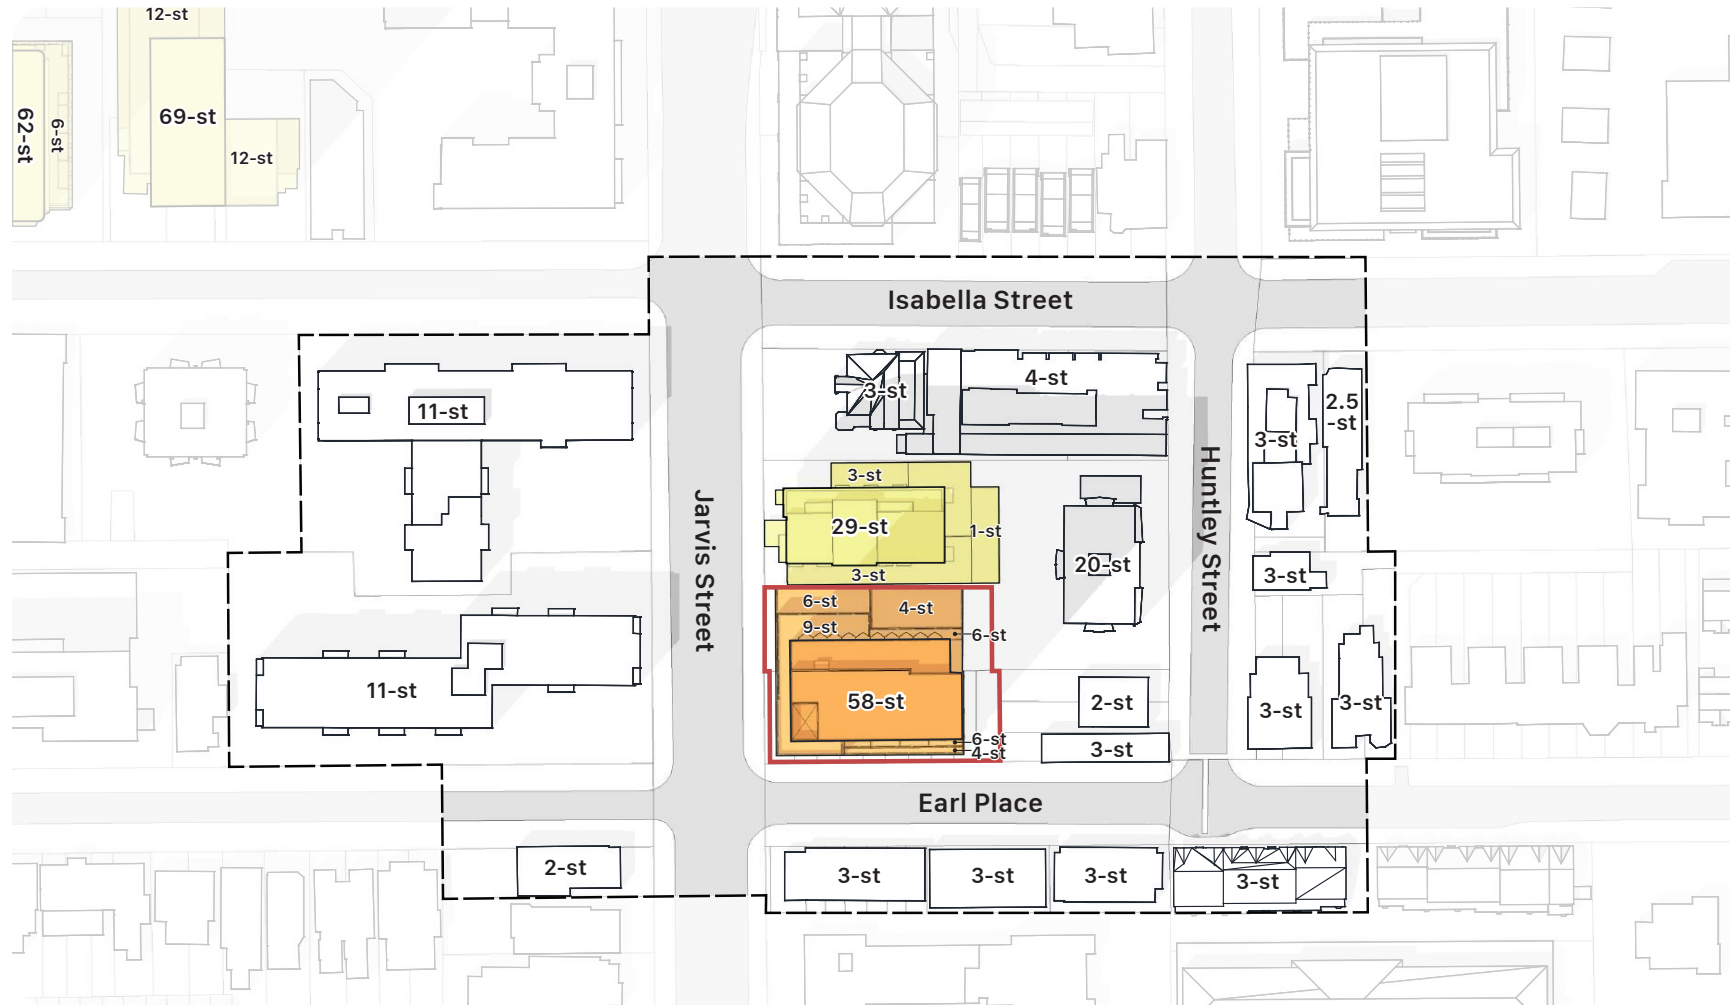 12-st
69-st
62-st
6-st
12-st
Isabella Street
3-st
4-st
11-st
2.5
-st
3-st
3-st
29-st
1-st
3-st
Jarvis Street
Huntley Street
20-st
3-st
6-st
4-st
9-st
6-st
11-st
58-st
2-st
3-st
3-st
6-st
4-st
3-st
Earl Place
2-st
3-st
3-st
3-st
3-st